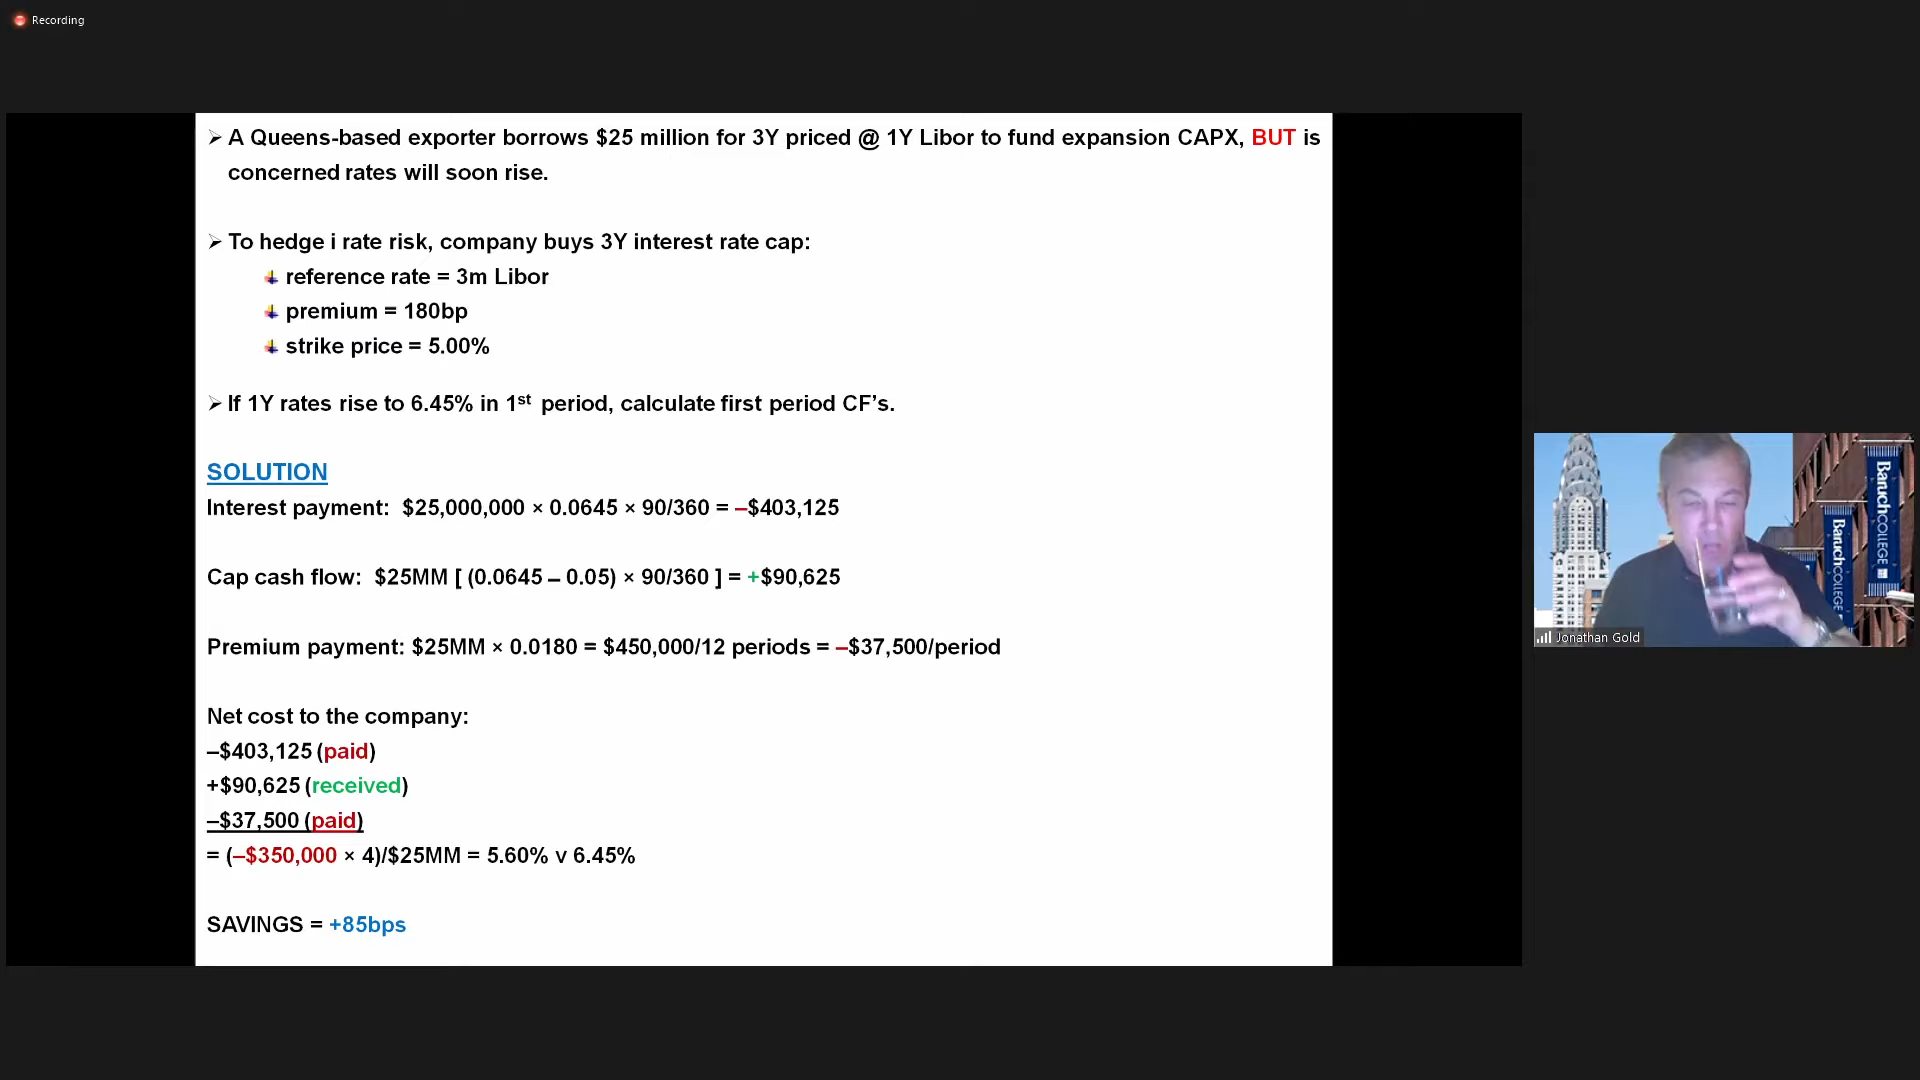 Recording
➢ A Queens-based exporter borrows $25 million for 3Y priced @ 1Y Libor to fund expansion CAPX, BUT is
concerned rates will soon rise.
➢ To hedge i rate risk, company buys 3Y interest rate cap:
reference rate = 3m Libor
premium = 180bp
strike price = 5.00%
➢ If 1Y rates rise to 6.45% in 1st period, calculate first period CF’s.
SOLUTION
Interest payment: $25,000,000 × 0.0645 × 90/360 = –$403,125
Cap cash flow: $25MM [ (0.0645 – 0.05) × 90/360 ] = +$90,625
Premium payment: $25MM × 0.0180 = $450,000/12 periods = –$37,500/period
Net cost to the company:
–$403,125 (paid)
+$90,625 (received)
–$37,500 (paid)
= (–$350,000 × 4)/$25MM = 5.60% v 6.45%
SAVINGS = +85bps
Baruch COLLEGE
Baruch COLLEGE
Jonathan Gold